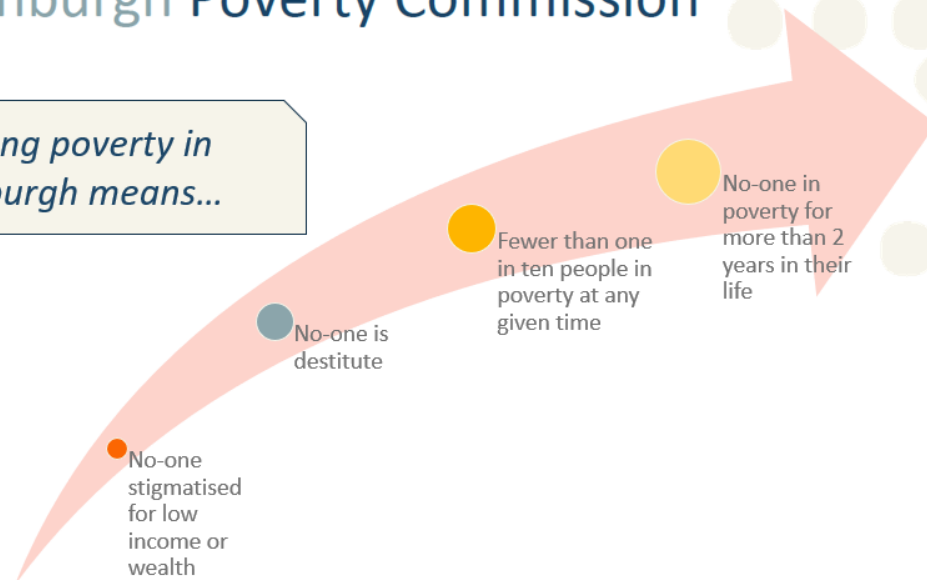 nburgh Poverty Commission
ng poverty in
burgh means...
No-one in
poverty for
more than 2
years in their
life
Fewer than one
in ten people in
poverty at any
given time
No-one is
destitute
No-one
stigmatised
for low
income or
wealth